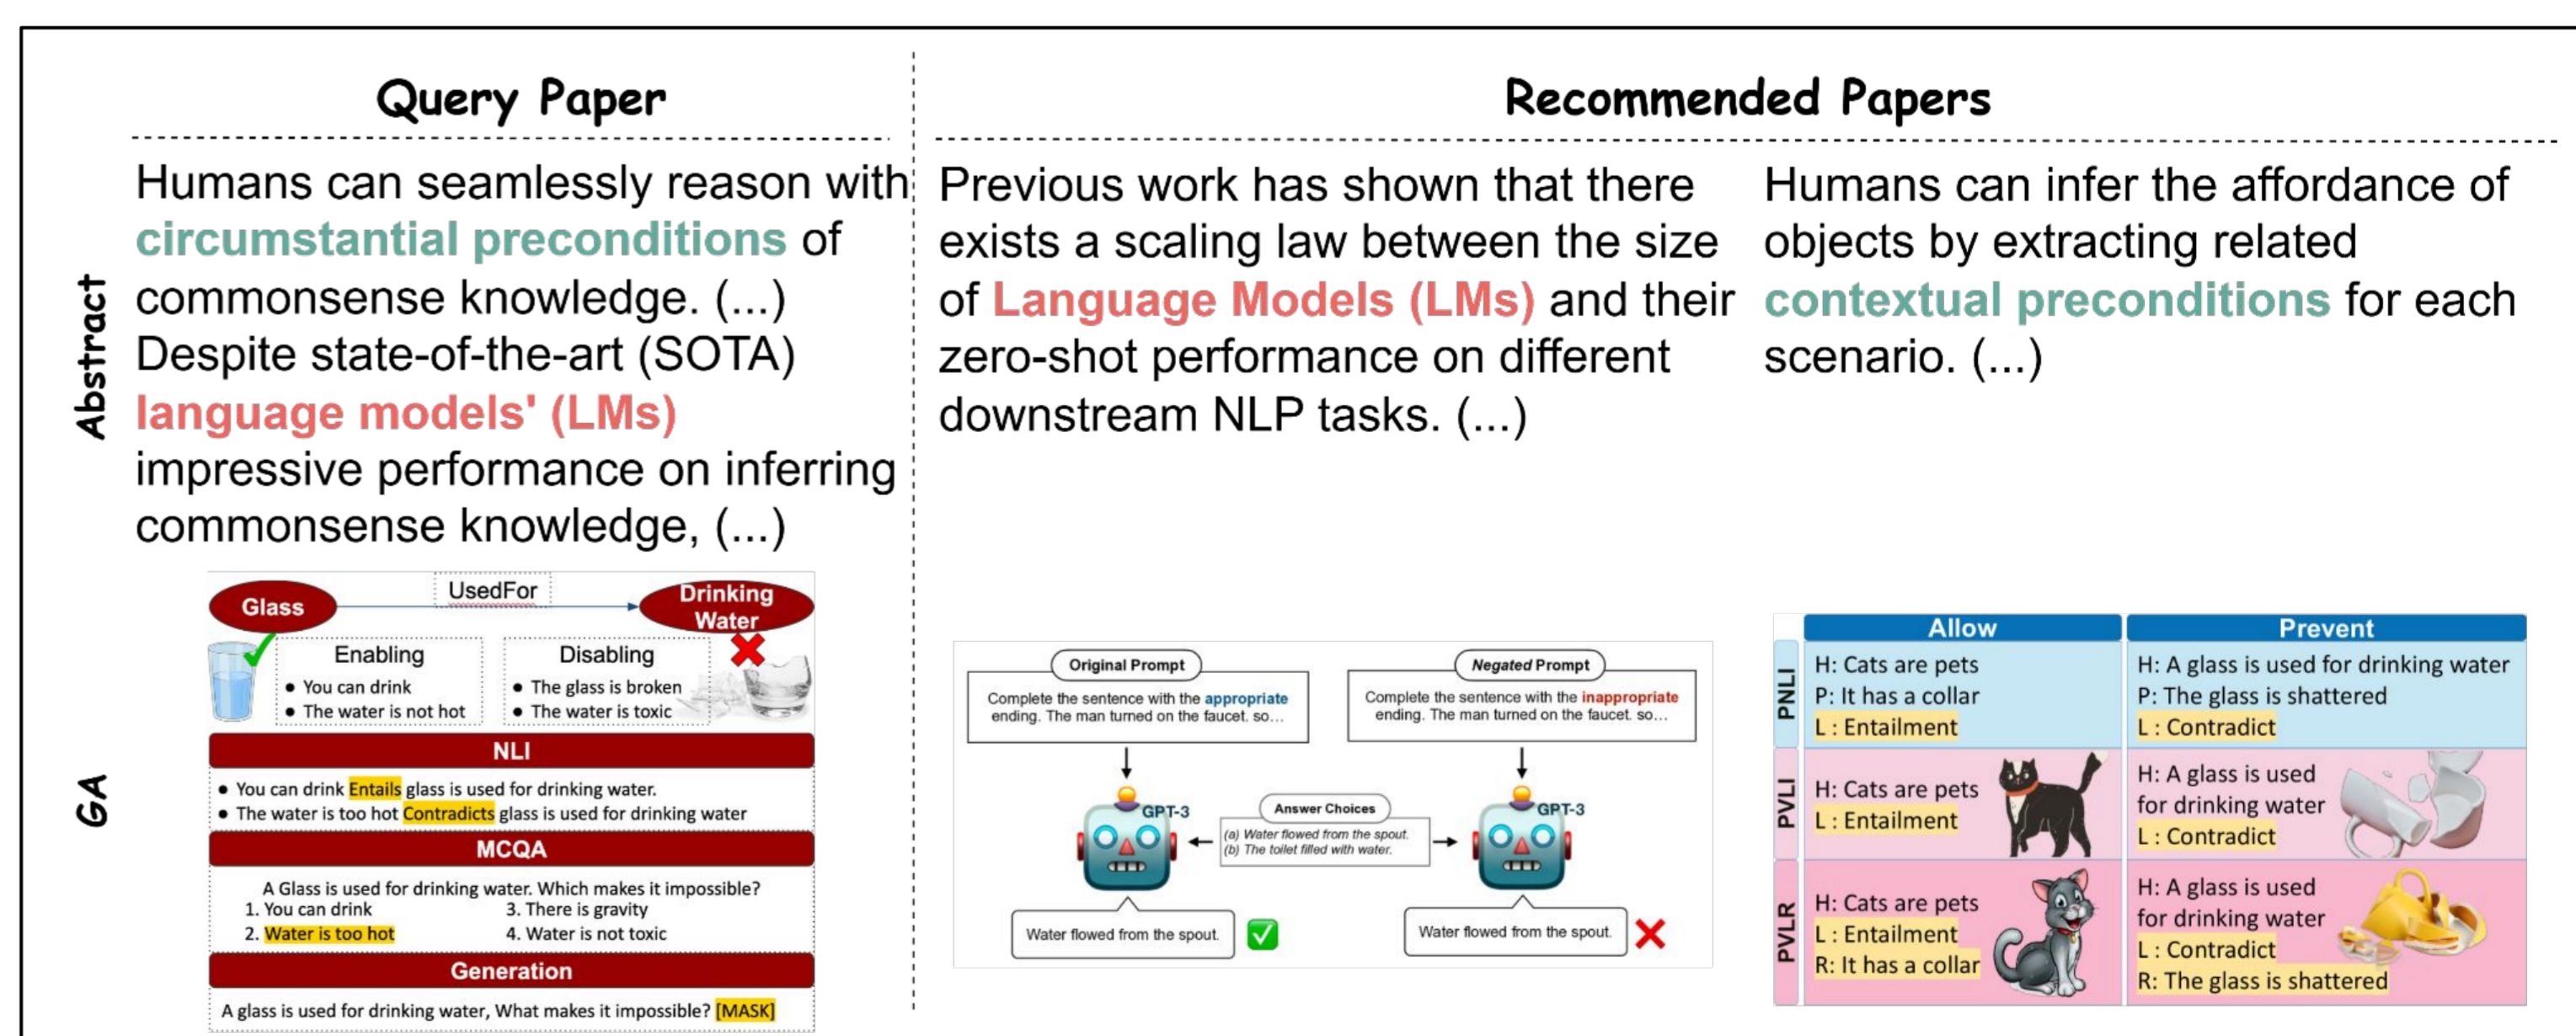 Query Paper
Recommended Papers
Abstract
Humans can seamlessly reason with
circumstantial preconditions of
commonsense knowledge. (...)
Despite state-of-the-art (SOTA)
language models' (LMs)
impressive performance on inferring
commonsense knowledge, (...)
Previous work has shown that there
exists a scaling law between the size
of Language Models (LMs) and their
zero-shot performance on different
downstream NLP tasks. (...)
Humans can infer the affordance of
objects by extracting related
contextual preconditions for each
scenario. (...)
GA
Glass
UsedFor
Drinking
Water
Enabling
• You can drink
• The water is not hot
Disabling
• The glass is broken
• The water is toxic
NLI
• You can drink Entails glass is used for drinking water.
• The water is too hot Contradicts glass is used for drinking water
MCQA
A Glass is used for drinking water. Which makes it impossible?
1. You can drink
2. Water is too hot
3. There is gravity
4. Water is not toxic
Generation
A glass is used for drinking water, What makes it impossible? [MASK]
Original Prompt
Complete the sentence with the appropriate
ending. The man turned on the faucet. so...
Negated Prompt
Complete the sentence with the inappropriate
ending. The man turned on the faucet. so...
GPT-3
Answer Choices
(a) Water flowed from the spout.
(b) The toilet filled with water.
GPT-3
Water flowed from the spout.
Water flowed from the spout.
Allow
Prevent
PNLI
H: Cats are pets
P: It has a collar
L : Entailment
H: A glass is used for drinking water
P: The glass is shattered
L : Contradict
PVLI
H: Cats are pets
L : Entailment
H: A glass is used
for drinking water
L : Contradict
PVLR
H: Cats are pets
L : Entailment
R: It has a collar
H: A glass is used
for drinking water
L : Contradict
R: The glass is shattered